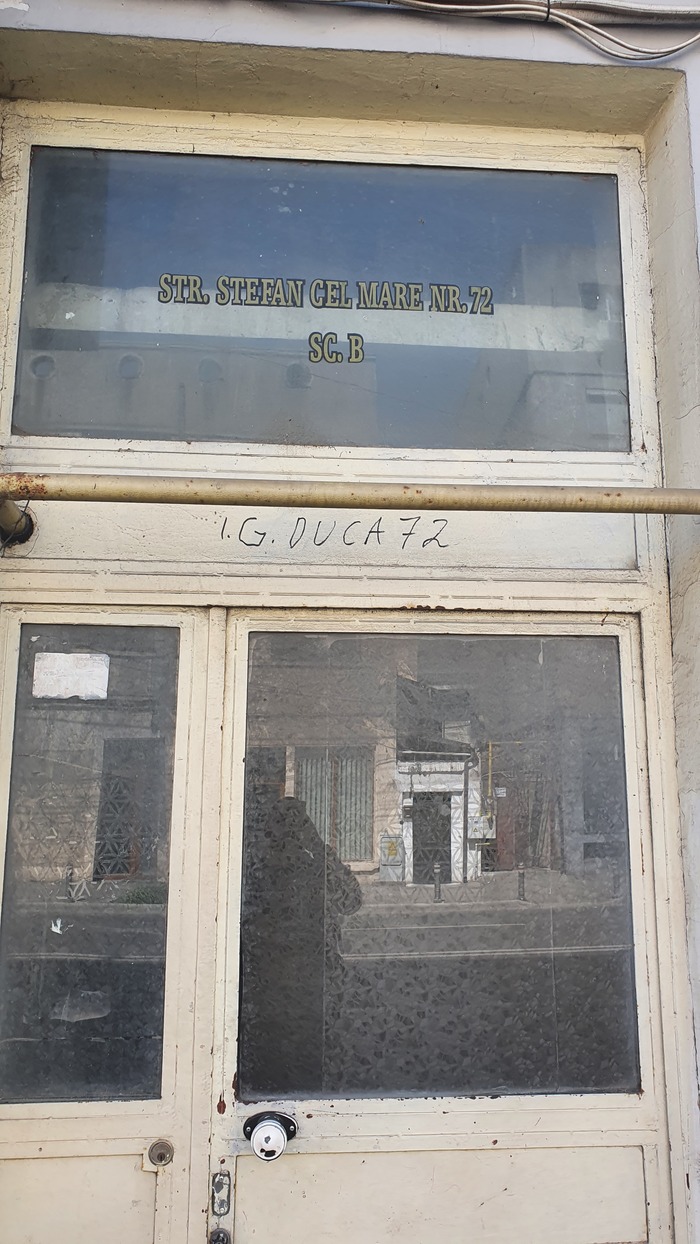 STR. STEFAN CEL MARE NR. 72
SC. B
I.G. DUCA 72